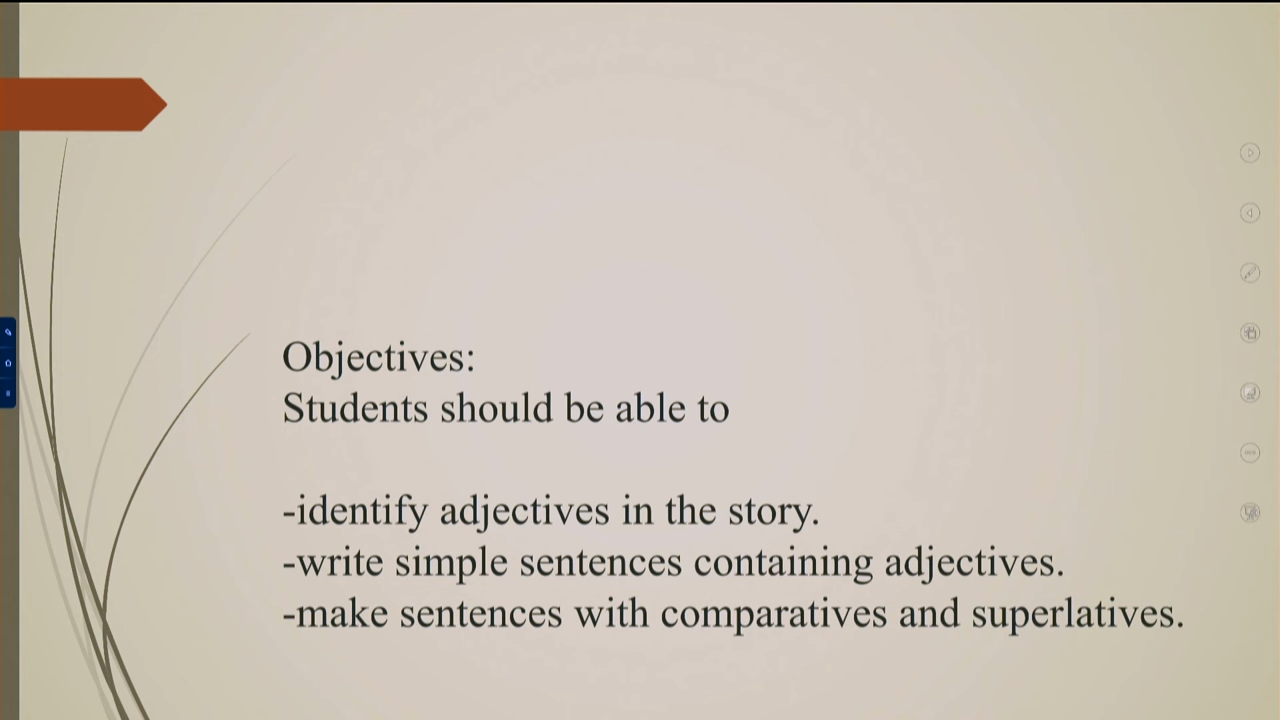 Objectives:
Students should be able to
-identify adjectives in the story.
-write simple sentences containing adjectives.
-make sentences with comparatives and superlatives.